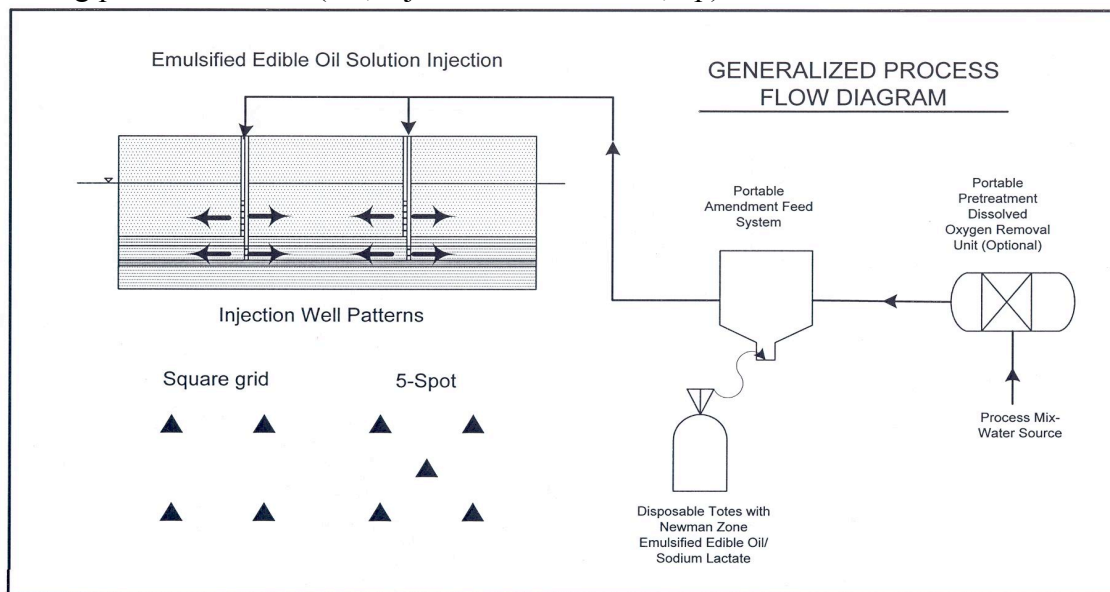 Emulsified Edible Oil Solution Injection
GENERALIZED PROCESS
FLOW DIAGRAM
Portable
Amendment Feed
System
Portable
Pretreatment
Dissolved
Oxygen Removal
Unit (Optional)
Injection Well Patterns
Square grid
5-Spot
Process Mix-
Water Source
Disposable Totes with
Newman Zone
Emulsified Edible Oil/
Sodium Lactate